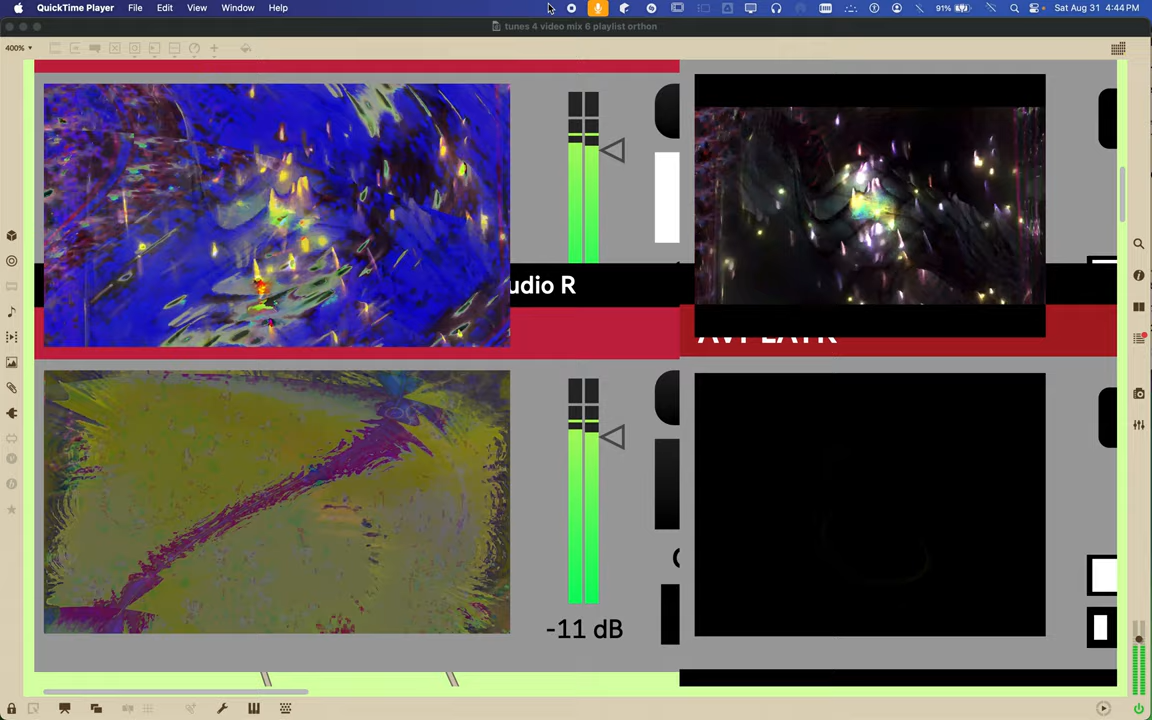 QuickTime Player File Edit View Window Help 91% Sat Aug 31 4:44 PM
tunes 4 video mix 6 playlist orthon
400%
udio R
-11 dB